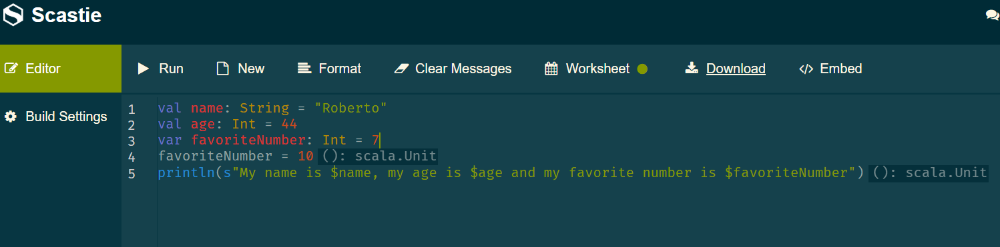 Scastie
Editor
Run New Format Clear Messages Worksheet Download </> Embed
Build Settings
1 val name: String = "Roberto"
2 val age: Int = 44
3 var favoriteNumber: Int = 7
4 favoriteNumber = 10 (): scala.Unit
5 println(s"My name is $name, my age is $age and my favorite number is $favoriteNumber") (): scala.Unit